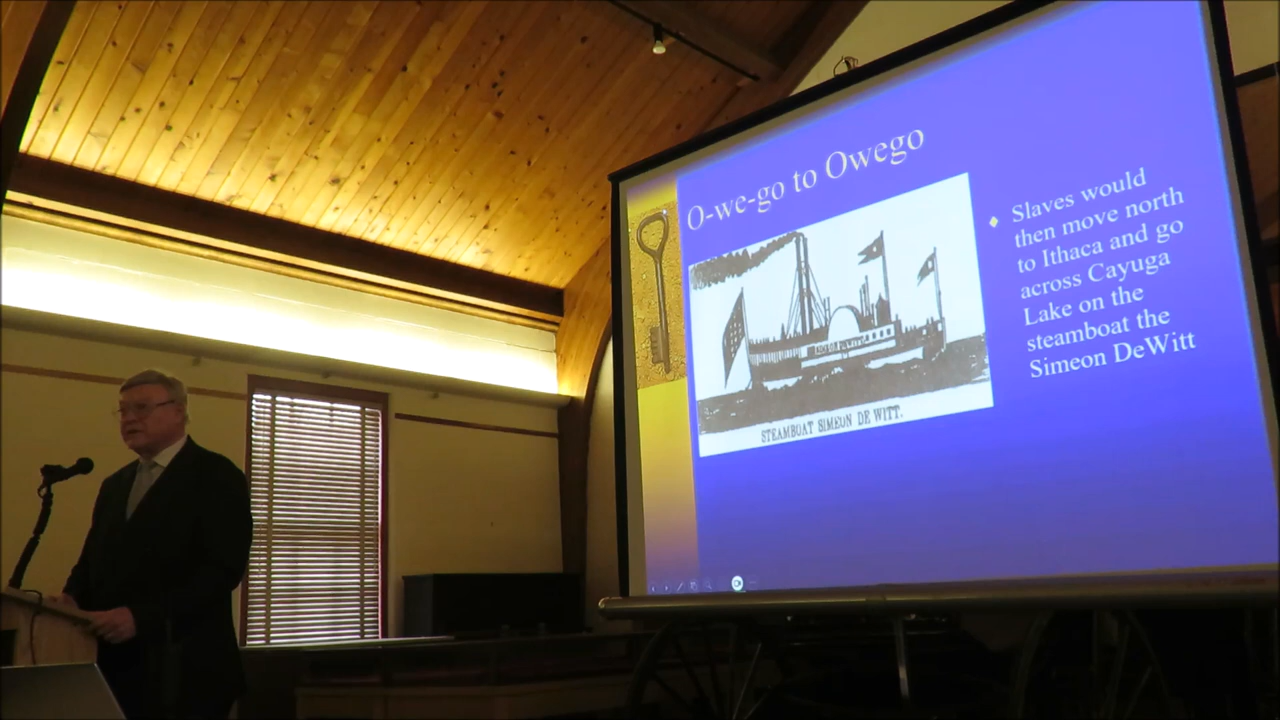 O-we-go to Owego
Slaves would
then move north
to Ithaca and go
across Cayuga
Lake on the
steamboat the
Simeon DeWitt
STEAMBOAT SIMEON DE WITT.